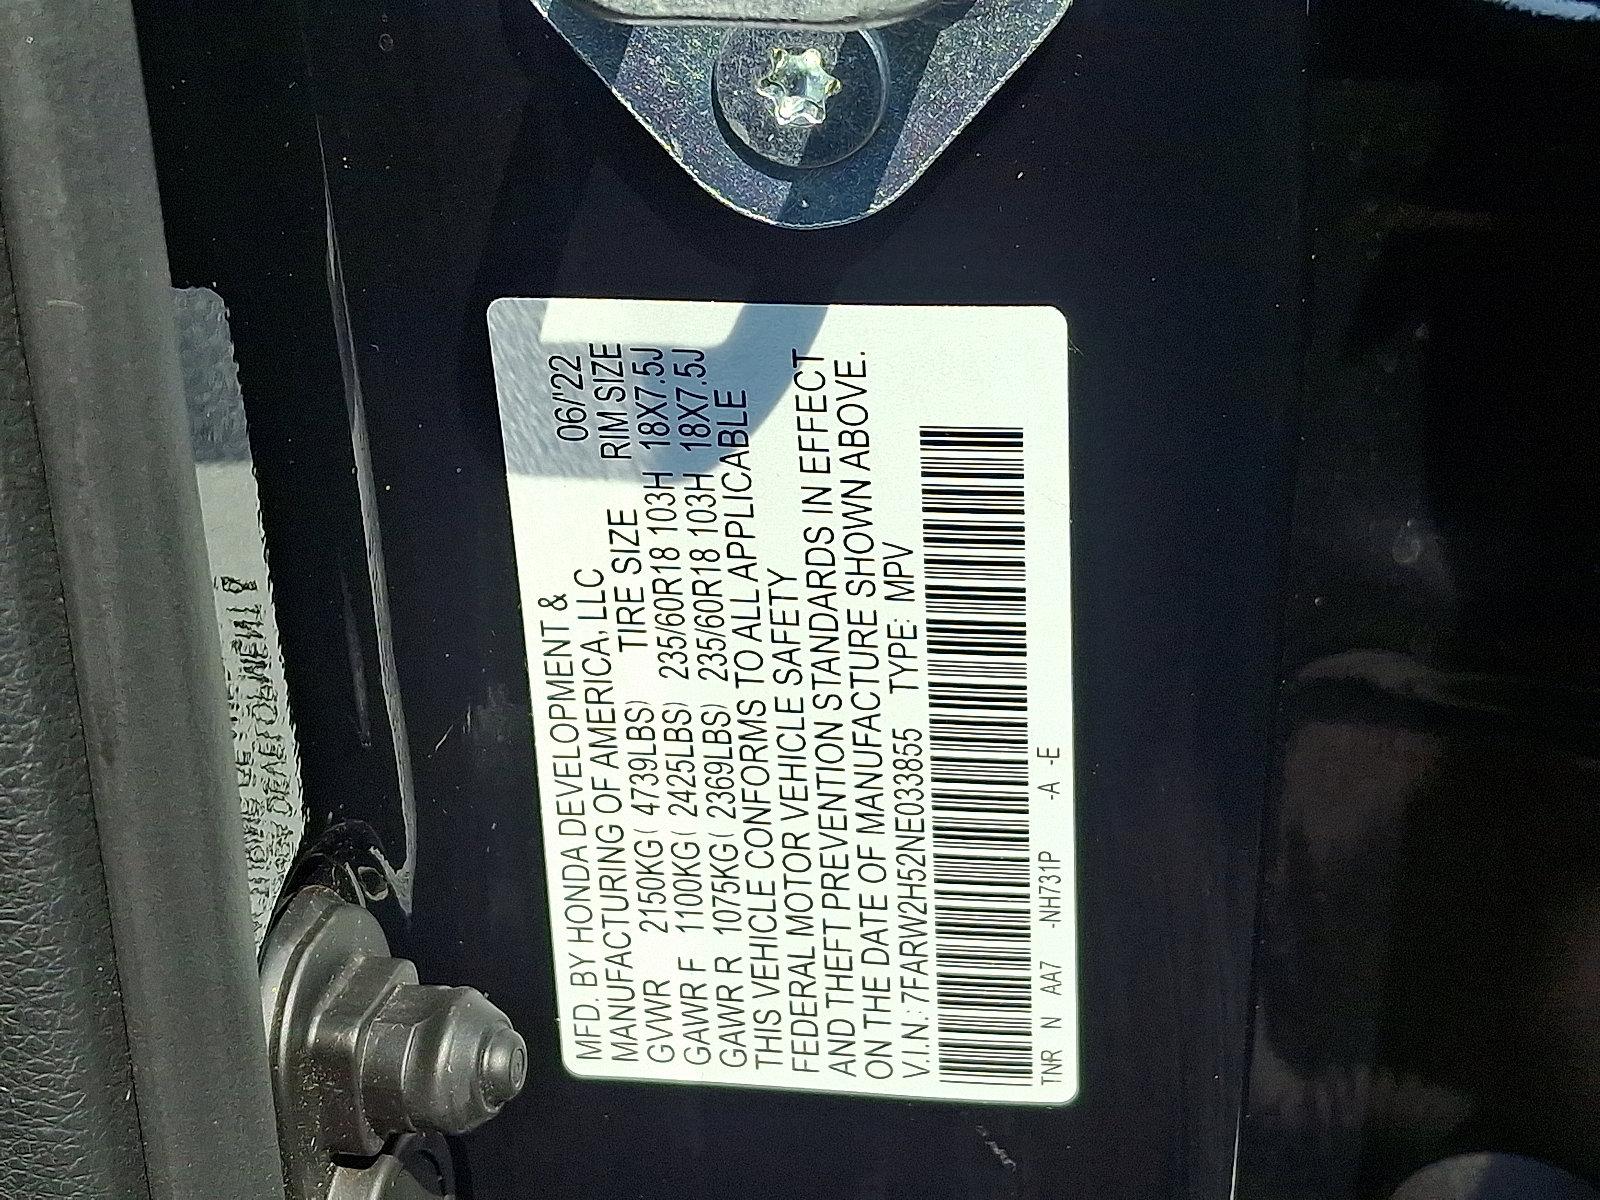 MFD. BY HONDA DEVELOPMENT & 06/'22
MANUFACTURING OF AMERICA, LLC RIM SIZE
GVWR 2150KG( 4739LBS) TIRE SIZE
GAWR F 1100KG( 2425LBS) 235/60R18 103H 18X7.5J
GAWR R 1075KG( 2369LBS) 235/60R18 103H 18X7.5J
THIS VEHICLE CONFORMS TO ALL APPLICABLE
FEDERAL MOTOR VEHICLE SAFETY
AND THEFT PREVENTION STANDARDS IN EFFECT
ON THE DATE OF MANUFACTURE SHOWN ABOVE.
V.I.N.: 7FARW2H52NE033855 TYPE: MPV
TNR N AA7 -NH731P -A -E